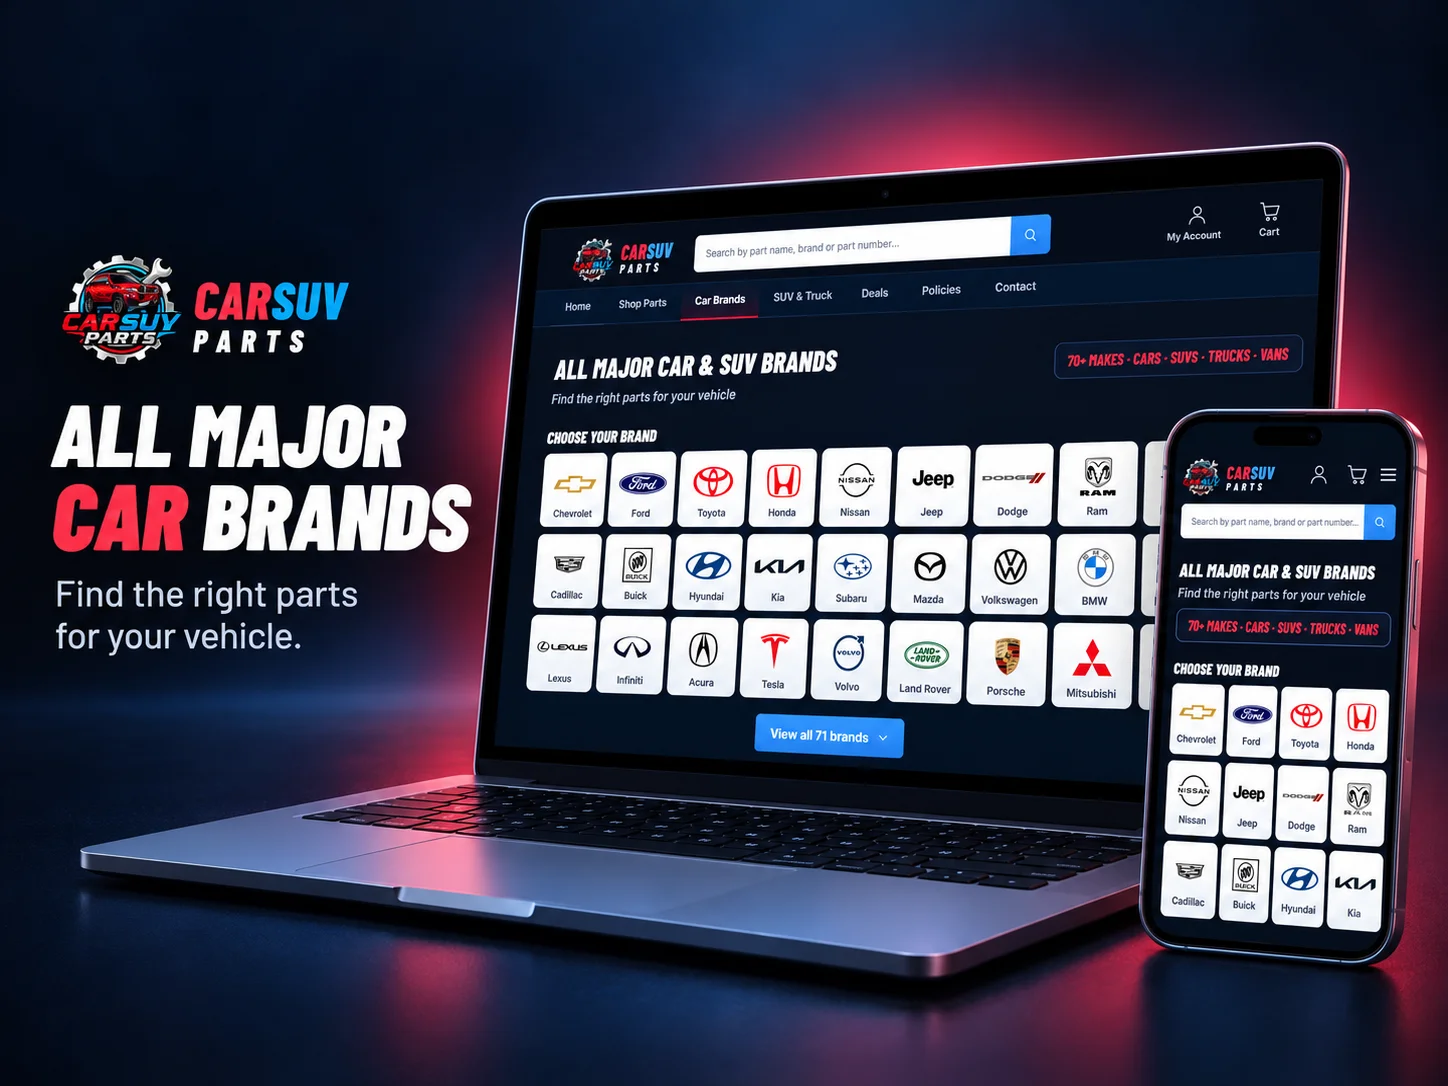 CARSUV
PARTS
CARSUV
PARTS
ALL MAJOR
CAR BRANDS
Find the right parts
for your vehicle.
CARSUV
PARTS
CARSUV
PARTS
Search by part name, brand or part number...
My Account
Cart
Home
Shop Parts
Car Brands
SUV & Truck
Deals
Policies
Contact
ALL MAJOR CAR & SUV BRANDS
70+ MAKES · CARS · SUVS · TRUCKS · VANS
Find the right parts for your vehicle
CHOOSE YOUR BRAND
Ford
NISSAN
Jeep
DODGE
RAM
Chevrolet
Ford
Toyota
Honda
Nissan
Jeep
Dodge
Ram
BUICK
KIA
BMW
Cadillac
Buick
Hyundai
Kia
Subaru
Mazda
Volkswagen
BMW
LEXUS
VOLVO
LAND-
-ROVER
Lexus
Infiniti
Acura
Tesla
Volvo
Land Rover
Porsche
Mitsubishi
View all 71 brands
CARSUV
PARTS
Search by part name, brand or part number...
ALL MAJOR CAR & SUV BRANDS
Find the right parts for your vehicle
70+ MAKES · CARS · SUVS · TRUCKS · VANS
CHOOSE YOUR BRAND
Ford
Chevrolet
Ford
Toyota
Honda
NISSAN
Jeep
DODGE
RAM
Nissan
Jeep
Dodge
Ram
BUICK
KIA
Cadillac
Buick
Hyundai
Kia